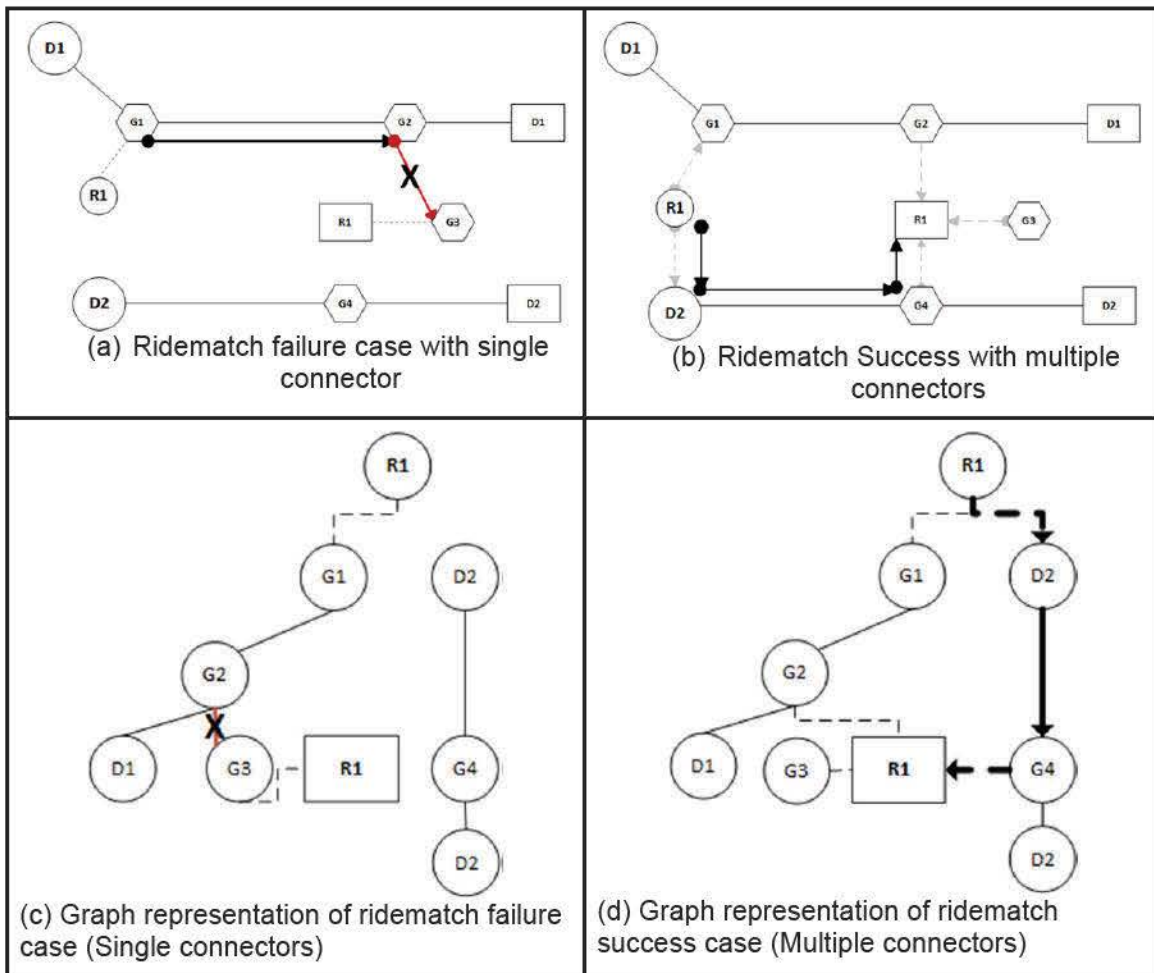 D1
G1
G2
D1
X
R1
R1
G3
D2
G4
D2
(a) Ridematch failure case with single
connector
D1
G1
G2
D1
R1
R1
G3
D2
G4
D2
(b) Ridematch Success with multiple
connectors
R1
G1
D2
G2
X
D1
G3
R1
G4
D2
(c) Graph representation of ridematch failure
case (Single connectors)
R1
G1
D2
G2
D1
G3
R1
G4
D2
(d) Graph representation of ridematch
success case (Multiple connectors)